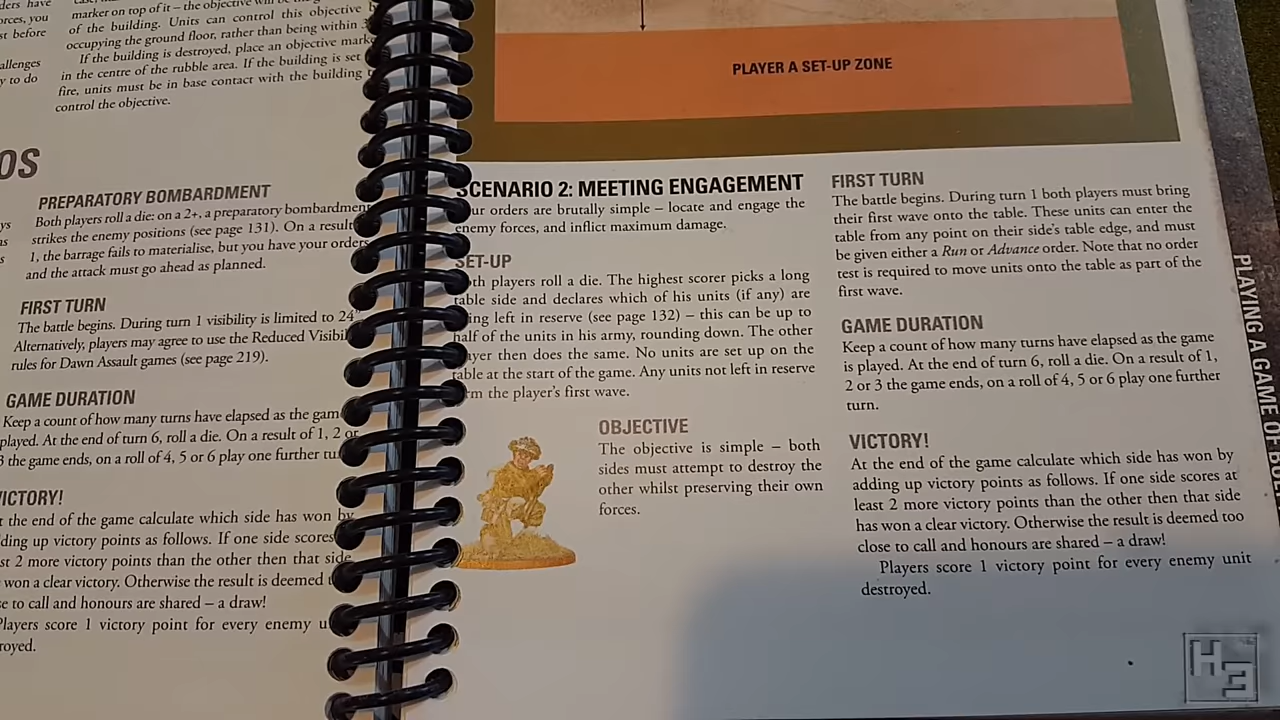 marker on top of it – the objective
of the building. Units can control this objective
occupying the ground floor, rather than being within
If the building is destroyed, place an objective
in the centre of the rubble area. If the building is set
fire, units must be in base contact with the building
control the objective.
orces, you
st before
allenges
y to do
OS
PREPARATORY BOMBARDMENT
Both players roll a die: on a 2+, a preparatory bombardment
strikes the enemy positions (see page 131). On a result
1, the barrage fails to materialise, but you have your orders
and the attack must go ahead as planned.
FIRST TURN
The battle begins. During turn 1 visibility is limited to 24"
Alternatively, players may agree to use the Reduced
rules for Dawn Assault games (see page 219).
GAME DURATION
Keep a count of how many turns have elapsed as the
played. At the end of turn 6, roll a die. On a result of 1, 2 or
3 the game ends, on a roll of 4, 5 or 6 play one further
VICTORY!
t the end of the game calculate which side has won by
ding up victory points as follows. If one side scores
st 2 more victory points than the other then that side
won a clear victory. Otherwise the result is deemed
se to call and honours are shared – a draw!
Players score 1 victory point for every enemy
royed.
PLAYER A SET-UP ZONE
SCENARIO 2: MEETING ENGAGEMENT
our orders are brutally simple – locate and engage the
enemy forces, and inflict maximum damage.
SET-UP
th players roll a die. The highest scorer picks a long
table side and declares which of his units (if any) are
ing left in reserve (see page 132) – this can be up to
half of the units in his army, rounding down. The other
ayer then does the same. No units are set up on the
table at the start of the game. Any units not left in reserve
rm the player's first wave.
OBJECTIVE
The objective is simple – both
sides must attempt to destroy the
other whilst preserving their own
forces.
FIRST TURN
The battle begins. During turn 1 both players must bring
their first wave onto the table. These units can enter the
table from any point on their side's table edge, and must
be given either a Run or Advance order. Note that no order
test is required to move units onto the table as part of the
first wave.
GAME DURATION
Keep a count of how many turns have elapsed as the game
is played. At the end of turn 6, roll a die. On a result of 1,
2 or 3 the game ends, on a roll of 4, 5 or 6 play one further
turn.
VICTORY!
At the end of the game calculate which side has won by
adding up victory points as follows. If one side scores at
least 2 more victory points than the other then that side
has won a clear victory. Otherwise the result is deemed too
close to call and honours are shared – a draw!
Players score 1 victory point for every enemy unit
destroyed.
PLAYING A GAME OF
H3